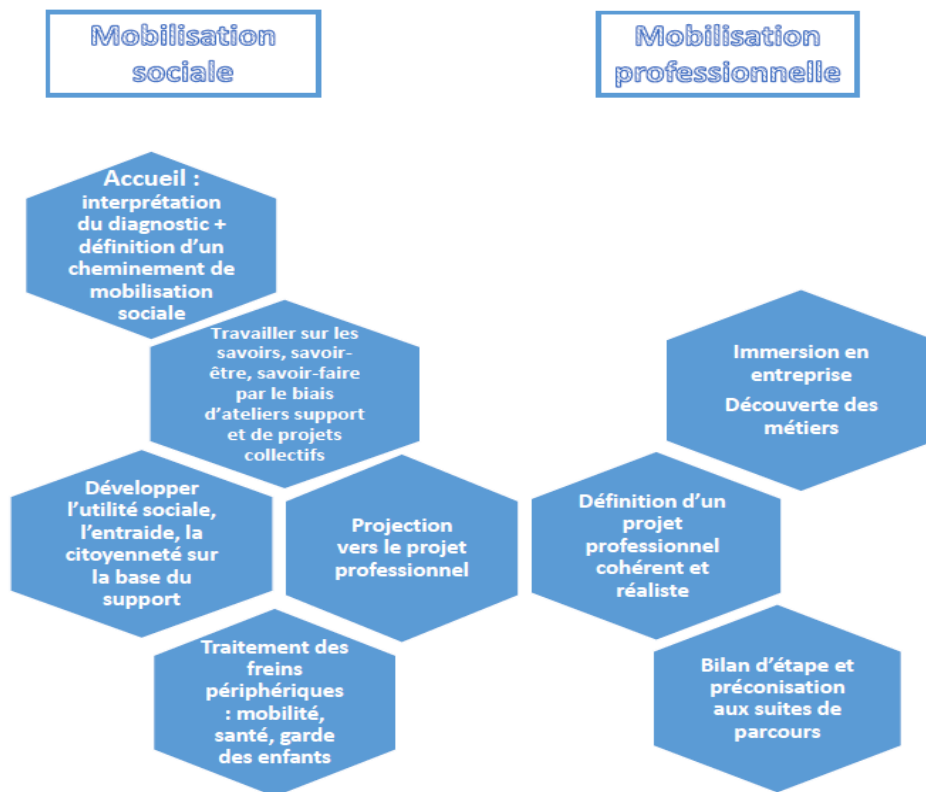 Mobilisation
sociale
Mobilisation
professionnelle
Accueil :
interprétation
du diagnostic +
définition d'un
cheminement de
mobilisation
sociale
Travailler sur les
savoirs, savoir-
être, savoir-faire
par le biais
d'ateliers support
et de projets
collectifs
Développer
l'utilité sociale,
l'entraide, la
citoyenneté sur
la base du
support
Projection
vers le projet
professionnel
Traitement des
freins
périphériques
: mobilité,
santé, garde
des enfants
Immersion en
entreprise
Découverte des
métiers
Définition d'un
projet
professionnel
cohérent et
réaliste
Bilan d'étape et
préconisation
aux suites de
parcours